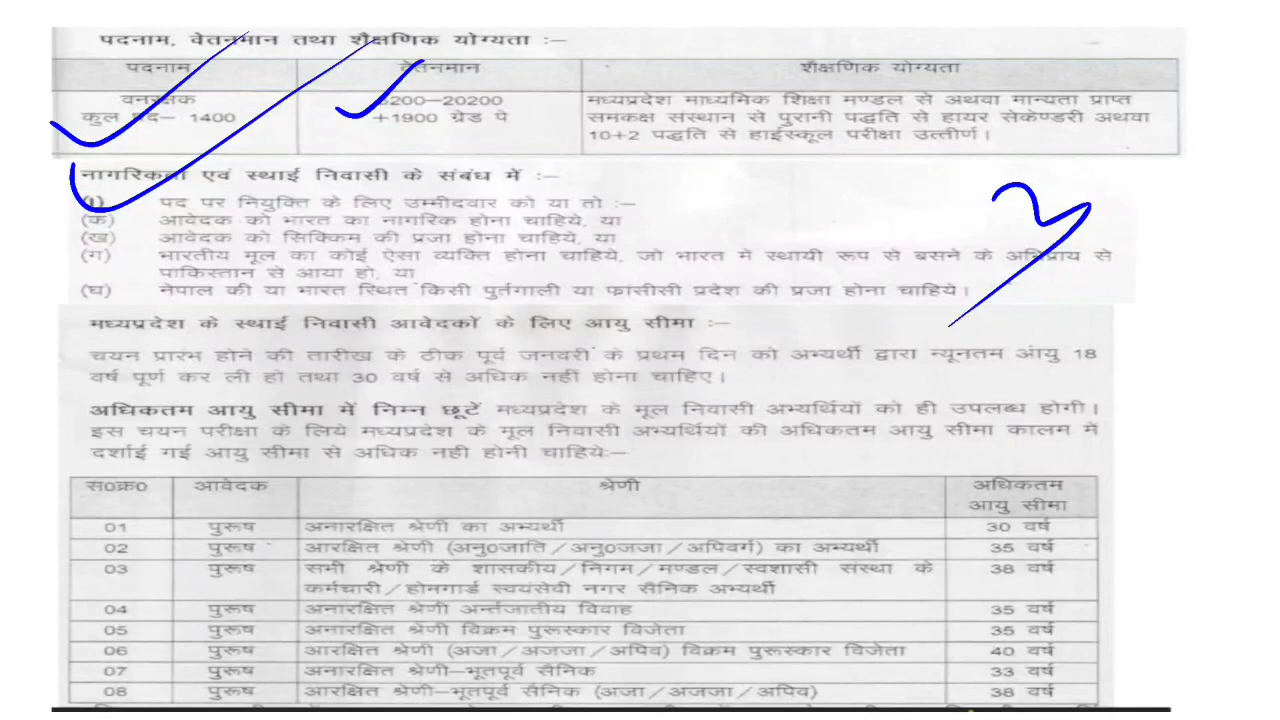 पदनाम, वेतनमान तथा शैक्षणिक योग्यता :–
पदनाम वेतनमान शैक्षणिक योग्यता
वनरक्षक 5200–20200 मध्यप्रदेश माध्यमिक शिक्षा मण्डल से अथवा मान्यता प्राप्त
कुल पद– 1400 +1900 ग्रेड पे समकक्ष संस्थान से पुरानी पद्धति से हायर सेकेण्डरी अथवा
10+2 पद्धति से हाईस्कूल परीक्षा उत्तीर्ण।
नागरिकता एवं स्थाई निवासी के संबंध में :–
(1) पद पर नियुक्ति के लिए उम्मीदवार को या तो :–
(क) आवेदक को भारत का नागरिक होना चाहिये, या
(ख) आवेदक को सिक्किम की प्रजा होना चाहिये, या
(ग) भारतीय मूल का कोई ऐसा व्यक्ति होना चाहिये, जो भारत में स्थायी रूप से बसने के अभिप्राय से
पाकिस्तान से आया हो, या
(घ) नेपाल की या भारत स्थित किसी पुर्तगाली या फ्रांसीसी प्रदेश की प्रजा होना चाहिये।
मध्यप्रदेश के स्थाई निवासी आवेदकों के लिए आयु सीमा :–
चयन प्रारंभ होने की तारीख के ठीक पूर्व जनवरी के प्रथम दिन को अभ्यर्थी द्वारा न्यूनतम आयु 18
वर्ष पूर्ण कर ली हो तथा 30 वर्ष से अधिक नहीं होना चाहिए।
अधिकतम आयु सीमा में निम्न छूटें मध्यप्रदेश के मूल निवासी अभ्यर्थियों को ही उपलब्ध होगी।
इस चयन परीक्षा के लिये मध्यप्रदेश के मूल निवासी अभ्यर्थियों की अधिकतम आयु सीमा कालम में
दर्शाई गई आयु सीमा से अधिक नही होनी चाहिये:–
स0क्र0 आवेदक श्रेणी अधिकतम आयु सीमा
01 पुरूष अनारक्षित श्रेणी का अभ्यर्थी 30 वर्ष
02 पुरूष आरक्षित श्रेणी (अनु0जाति/अनु0जजा/अपिवर्ग) का अभ्यर्थी 35 वर्ष
03 पुरूष सभी श्रेणी के शासकीय/निगम/मण्डल/स्वशासी संस्था के 38 वर्ष
कर्मचारी/होमगार्ड स्वयंसेवी नगर सैनिक अभ्यर्थी
04 पुरूष अनारक्षित श्रेणी अर्न्तजातीय विवाह 35 वर्ष
05 पुरूष अनारक्षित श्रेणी विक्रम पुरूस्कार विजेता 35 वर्ष
06 पुरूष आरक्षित श्रेणी (अजा/अजजा/अपिव) विक्रम पुरूस्कार विजेता 40 वर्ष
07 पुरूष अनारक्षित श्रेणी–भूतपूर्व सैनिक 33 वर्ष
08 पुरूष आरक्षित श्रेणी–भूतपूर्व सैनिक (अजा/अजजा/अपिव) 38 वर्ष